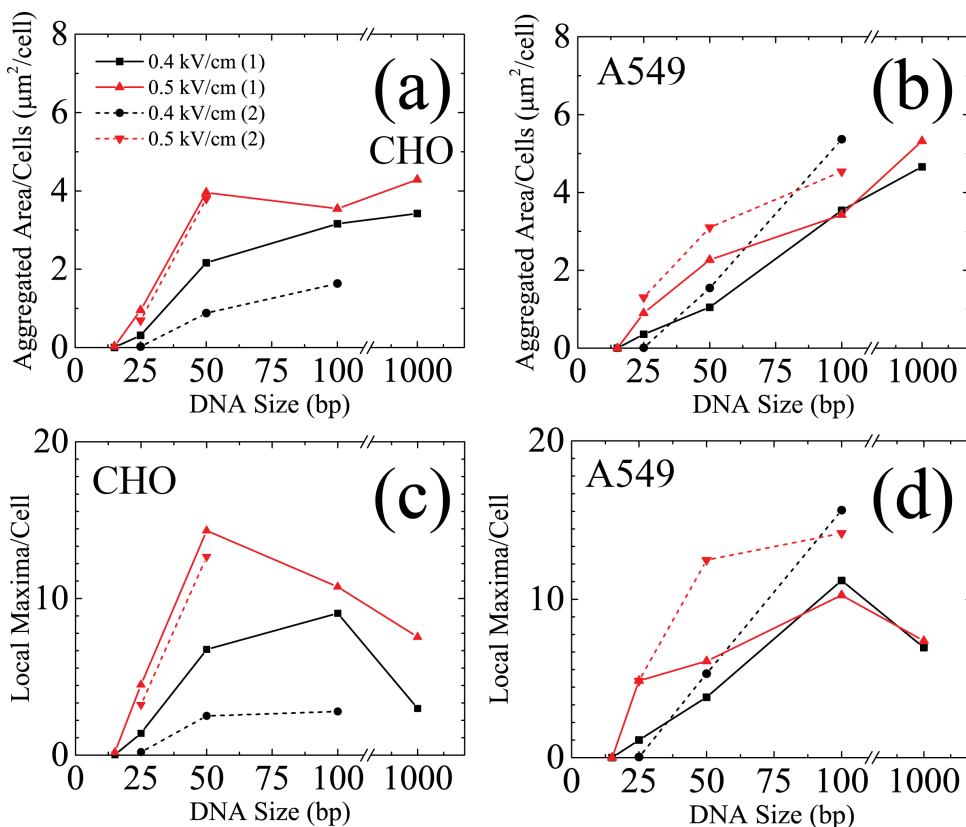 Aggregated Area/Cells (μm²/cell)
8
6
4
2
0
0.4 kV/cm (1)
0.5 kV/cm (1)
0.4 kV/cm (2)
0.5 kV/cm (2)
(a)
CHO
0 25 50 75 100 1000
DNA Size (bp)
Aggregated Area/Cells (μm²/cell)
8
6
4
2
0
A549
(b)
0 25 50 75 100 1000
DNA Size (bp)
Local Maxima/Cell
20
10
0
CHO
(c)
0 25 50 75 100 1000
DNA Size (bp)
Local Maxima/Cell
20
10
0
A549
(d)
0 25 50 75 100 1000
DNA Size (bp)